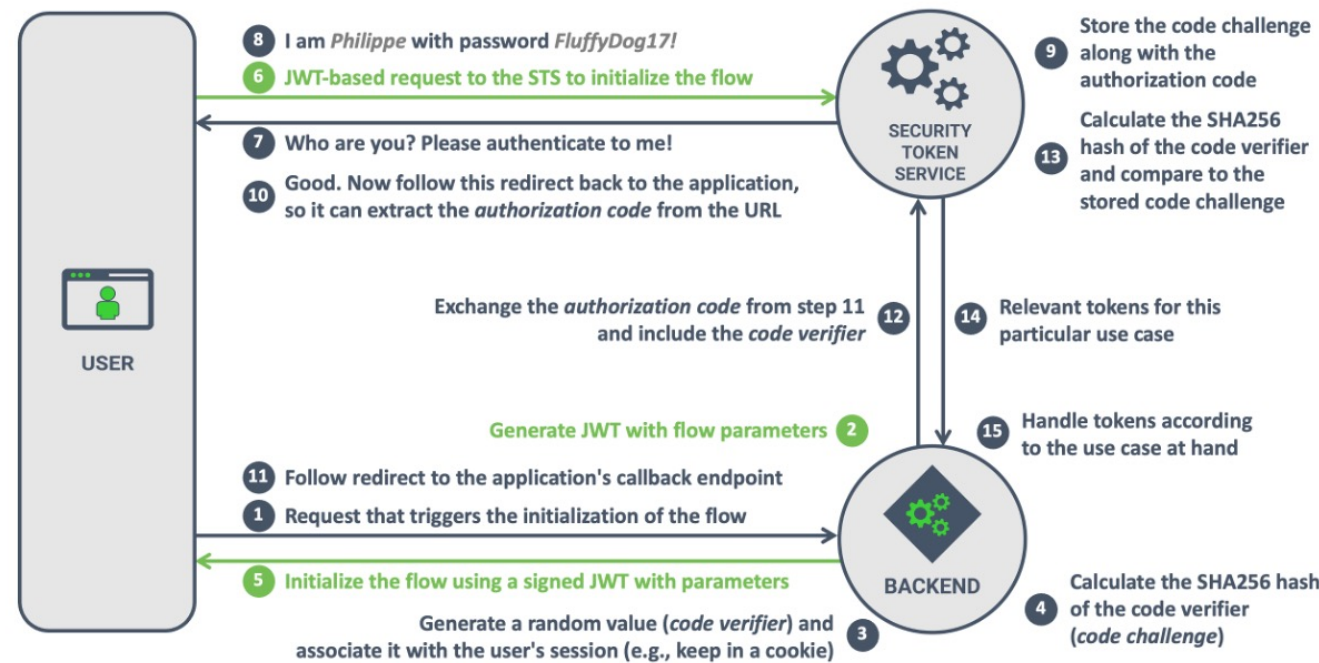 8 I am Philippe with password FluffyDog17!
6 JWT-based request to the STS to initialize the flow
7 Who are you? Please authenticate to me!
10 Good. Now follow this redirect back to the application,
so it can extract the authorization code from the URL
SECURITY
TOKEN
SERVICE
9 Store the code challenge
along with the
authorization code
13 Calculate the SHA256
hash of the code verifier
and compare to the
stored code challenge
USER
Exchange the authorization code from step 11
and include the code verifier 12
14 Relevant tokens for this
particular use case
Generate JWT with flow parameters 2
15 Handle tokens according
to the use case at hand
11 Follow redirect to the application's callback endpoint
1 Request that triggers the initialization of the flow
5 Initialize the flow using a signed JWT with parameters
BACKEND
Generate a random value (code verifier) and
associate it with the user's session (e.g., keep in a cookie) 3
4 Calculate the SHA256 hash
of the code verifier
(code challenge)